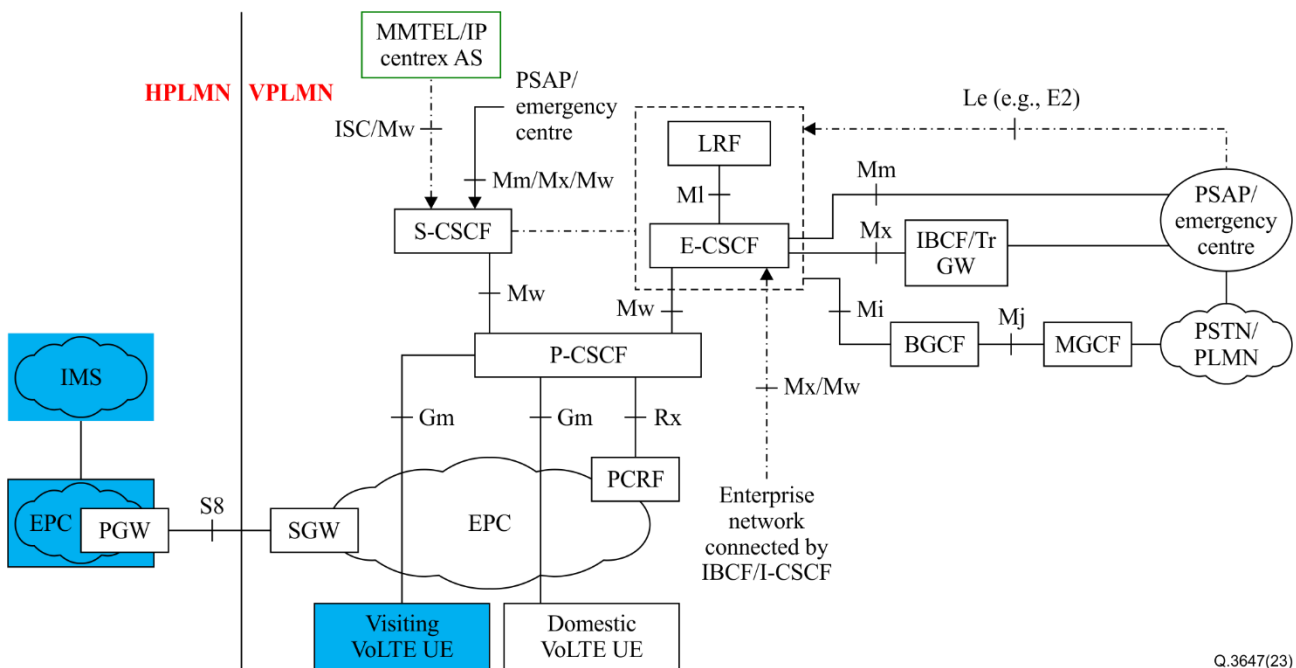 MMTEL/IP
centrex AS
HPLMN
VPLMN
PSAP/
emergency
centre
ISC/Mw
Mm/Mx/Mw
S-CSCF
Le (e.g., E2)
LRF
Ml
E-CSCF
Mm
Mx
IBCF/Tr
GW
PSAP/
emergency
centre
Mw
Mw
Mi
Mj
BGCF
MGCF
PSTN/
PLMN
P-CSCF
IMS
Gm
Gm
Rx
Mx/Mw
PCRF
EPC
PGW
S8
SGW
EPC
Enterprise
network
connected by
IBCF/I-CSCF
Visiting
VoLTE UE
Domestic
VoLTE UE
Q.3647(23)